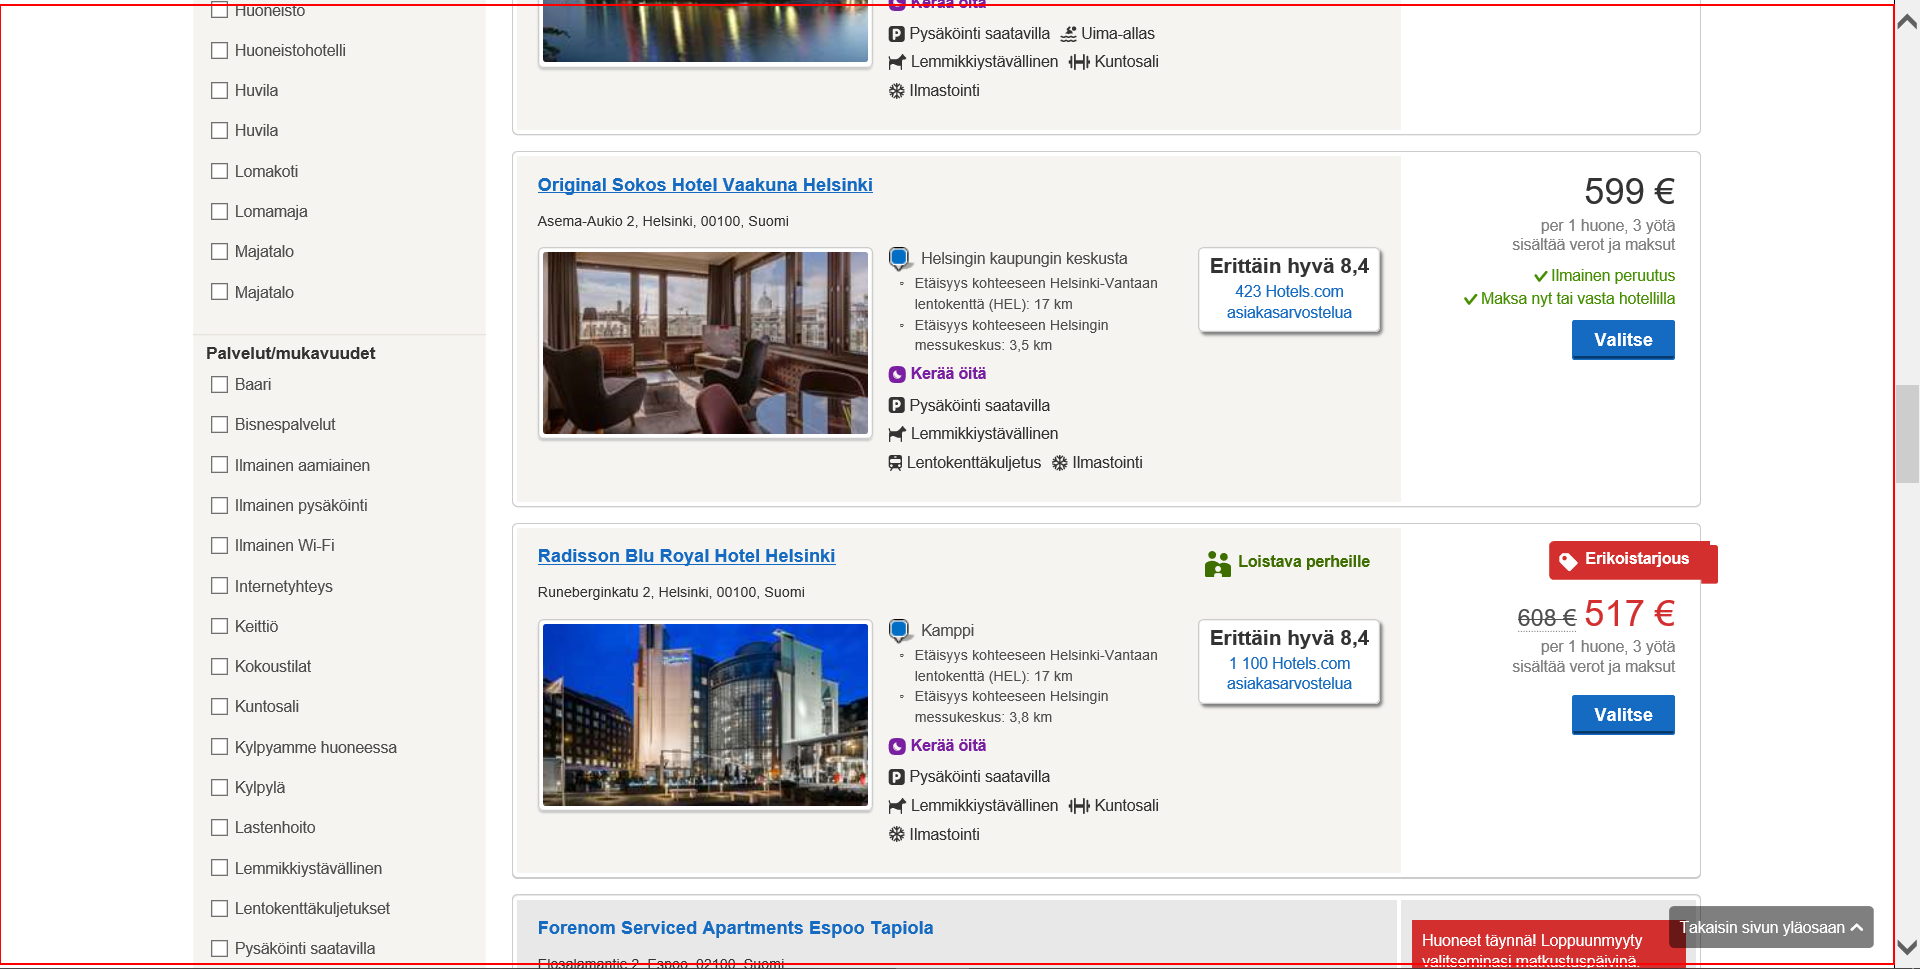 Huoneisto
Huoneistohotelli
Huvila
Huvila
Lomakoti
Lomamaja
Majatalo
Majatalo
Palvelut/mukavuudet
Baari
Bisnespalvelut
Ilmainen aamiainen
Ilmainen pysäköinti
Ilmainen Wi-Fi
Internetyhteys
Keittiö
Kokoustilat
Kuntosali
Kylpyamme huoneessa
Kylpylä
Lastenhoito
Lemmikkiystävällinen
Lentokenttäkuljetukset
Pysäköinti saatavilla
Kerää öitä
Pysäköinti saatavilla Uima-allas
Lemmikkiystävällinen Kuntosali
Ilmastointi
Original Sokos Hotel Vaakuna Helsinki
Asema-Aukio 2, Helsinki, 00100, Suomi
Helsingin kaupungin keskusta
Etäisyys kohteeseen Helsinki-Vantaan
lentokenttä (HEL): 17 km
Etäisyys kohteeseen Helsingin
messukeskus: 3,5 km
Kerää öitä
Pysäköinti saatavilla
Lemmikkiystävällinen
Lentokenttäkuljetus Ilmastointi
Erittäin hyvä 8,4
423 Hotels.com
asiakasarvostelua
599 €
per 1 huone, 3 yötä
sisältää verot ja maksut
Ilmainen peruutus
Maksa nyt tai vasta hotellilla
Valitse
Radisson Blu Royal Hotel Helsinki
Runeberginkatu 2, Helsinki, 00100, Suomi
Kamppi
Etäisyys kohteeseen Helsinki-Vantaan
lentokenttä (HEL): 17 km
Etäisyys kohteeseen Helsingin
messukeskus: 3,8 km
Kerää öitä
Pysäköinti saatavilla
Lemmikkiystävällinen Kuntosali
Ilmastointi
Loistava perheille
Erittäin hyvä 8,4
1 100 Hotels.com
asiakasarvostelua
Erikoistarjous
608 € 517 €
per 1 huone, 3 yötä
sisältää verot ja maksut
Valitse
Forenom Serviced Apartments Espoo Tapiola
2, Espoo, 02100, Suomi
Huoneet täynnä! Loppuunmyyty
valitseminasi matkustuspäivinä.
Takaisin sivun yläosaan